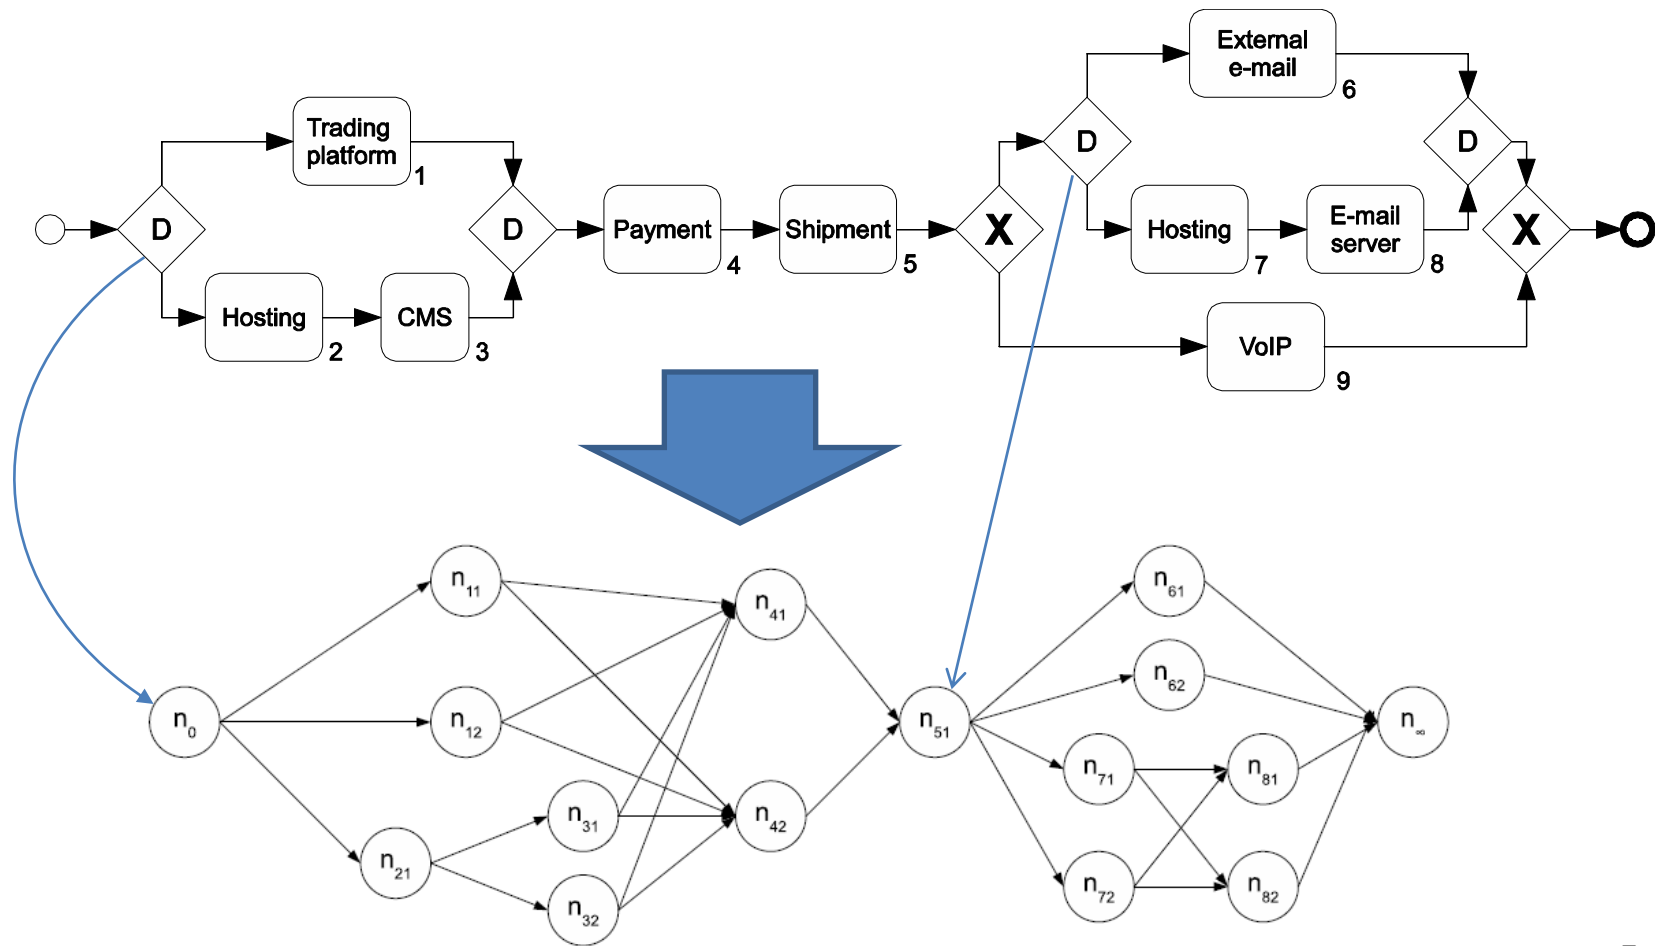 External
e-mail
6
Trading
platform
1
D
D
D
D
Payment
4
Shipment
5
X
Hosting
7
E-mail
server
8
X
Hosting
2
CMS
3
VoIP
9
n11
n41
n61
n62
n0
n12
n51
n∞
n71
n81
n31
n42
n21
n72
n82
n32